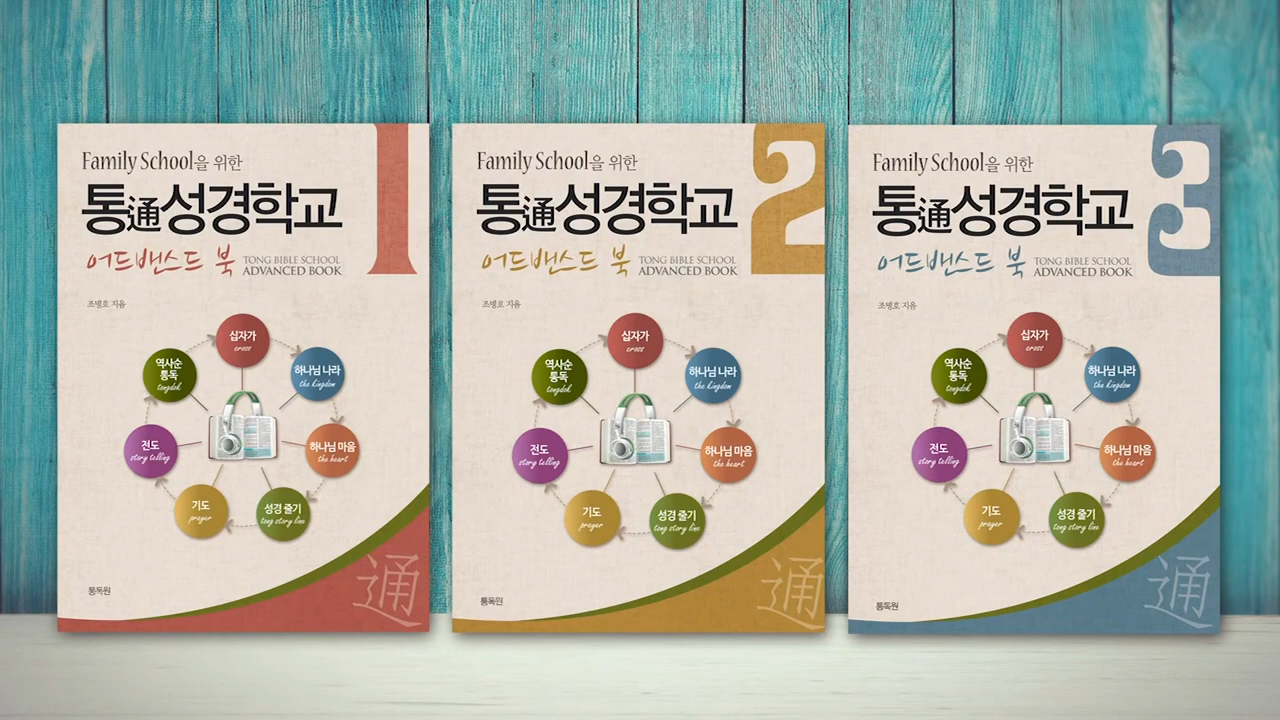 Family School을 위한
1
통通성경학교
어드밴스드 북
TONG BIBLE SCHOOL
ADVANCED BOOK
조병호 지음
십자가
cross
하나님 나라
the kingdom
하나님 마음
the heart
성경 줄기
tong story line
기도
prayer
전도
story telling
역사순
통독
tongdok
통독원
通
Family School을 위한
2
통通성경학교
어드밴스드 북
TONG BIBLE SCHOOL
ADVANCED BOOK
조병호 지음
십자가
cross
하나님 나라
the kingdom
하나님 마음
the heart
성경 줄기
tong story line
기도
prayer
전도
story telling
역사순
통독
tongdok
통독원
通
Family School을 위한
3
통通성경학교
어드밴스드 북
TONG BIBLE SCHOOL
ADVANCED BOOK
조병호 지음
십자가
cross
하나님 나라
the kingdom
하나님 마음
the heart
성경 줄기
tong story line
기도
prayer
전도
story telling
역사순
통독
tongdok
통독원
通